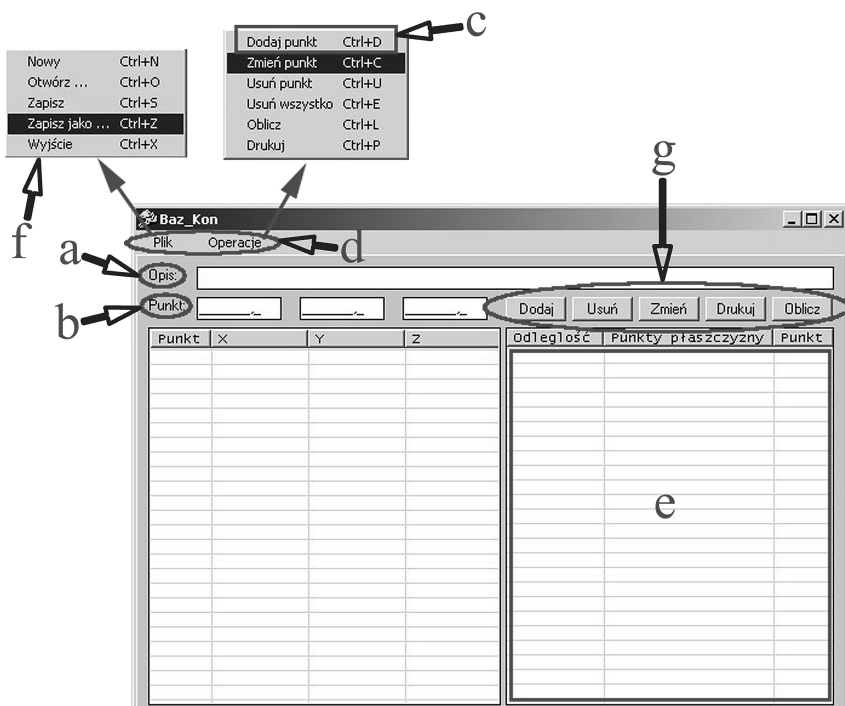 c
Dodaj punkt Ctrl+D
Zmień punkt Ctrl+C
Usuń punkt Ctrl+U
Usuń wszystko Ctrl+E
Oblicz Ctrl+L
Drukuj Ctrl+P
Nowy Ctrl+N
Otwórz ... Ctrl+O
Zapisz Ctrl+S
Zapisz jako ... Ctrl+Z
Wyjście Ctrl+X
f
g
Baz_Kon
Plik Operacje
d
a
Opis:
b
Punkt:
Dodaj Usuń Zmień Drukuj Oblicz
Punkt X Y Z
Odległość Punkty płaszczyzny Punkt
e